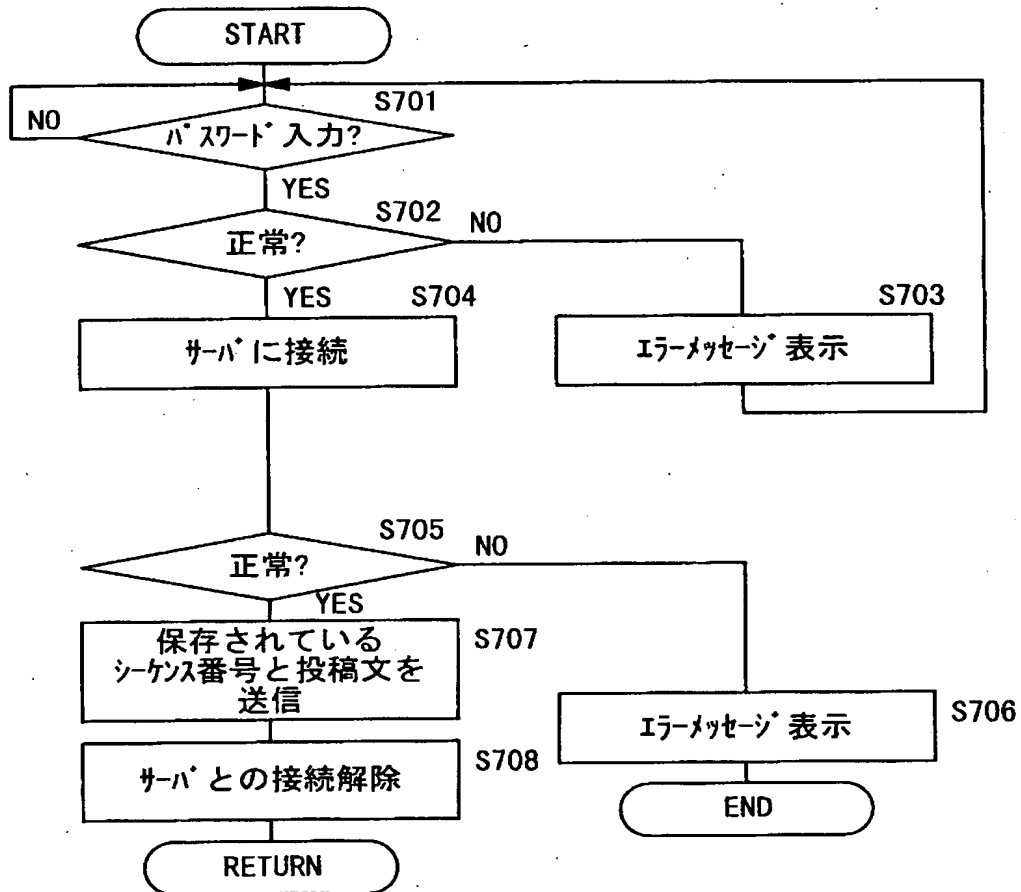 START
S701
NO
ﾊﾟｽﾜｰﾄﾞ入力?
YES
S702
NO
正常?
YES
S704
S703
ｻｰﾊﾞに接続
ｴﾗｰﾒｯｾｰｼﾞ表示
S705
NO
正常?
YES
保存されている
ｼｰｹﾝｽ番号と投稿文を
送信
S707
ｴﾗｰﾒｯｾｰｼﾞ表示
S706
ｻｰﾊﾞとの接続解除
S708
END
RETURN